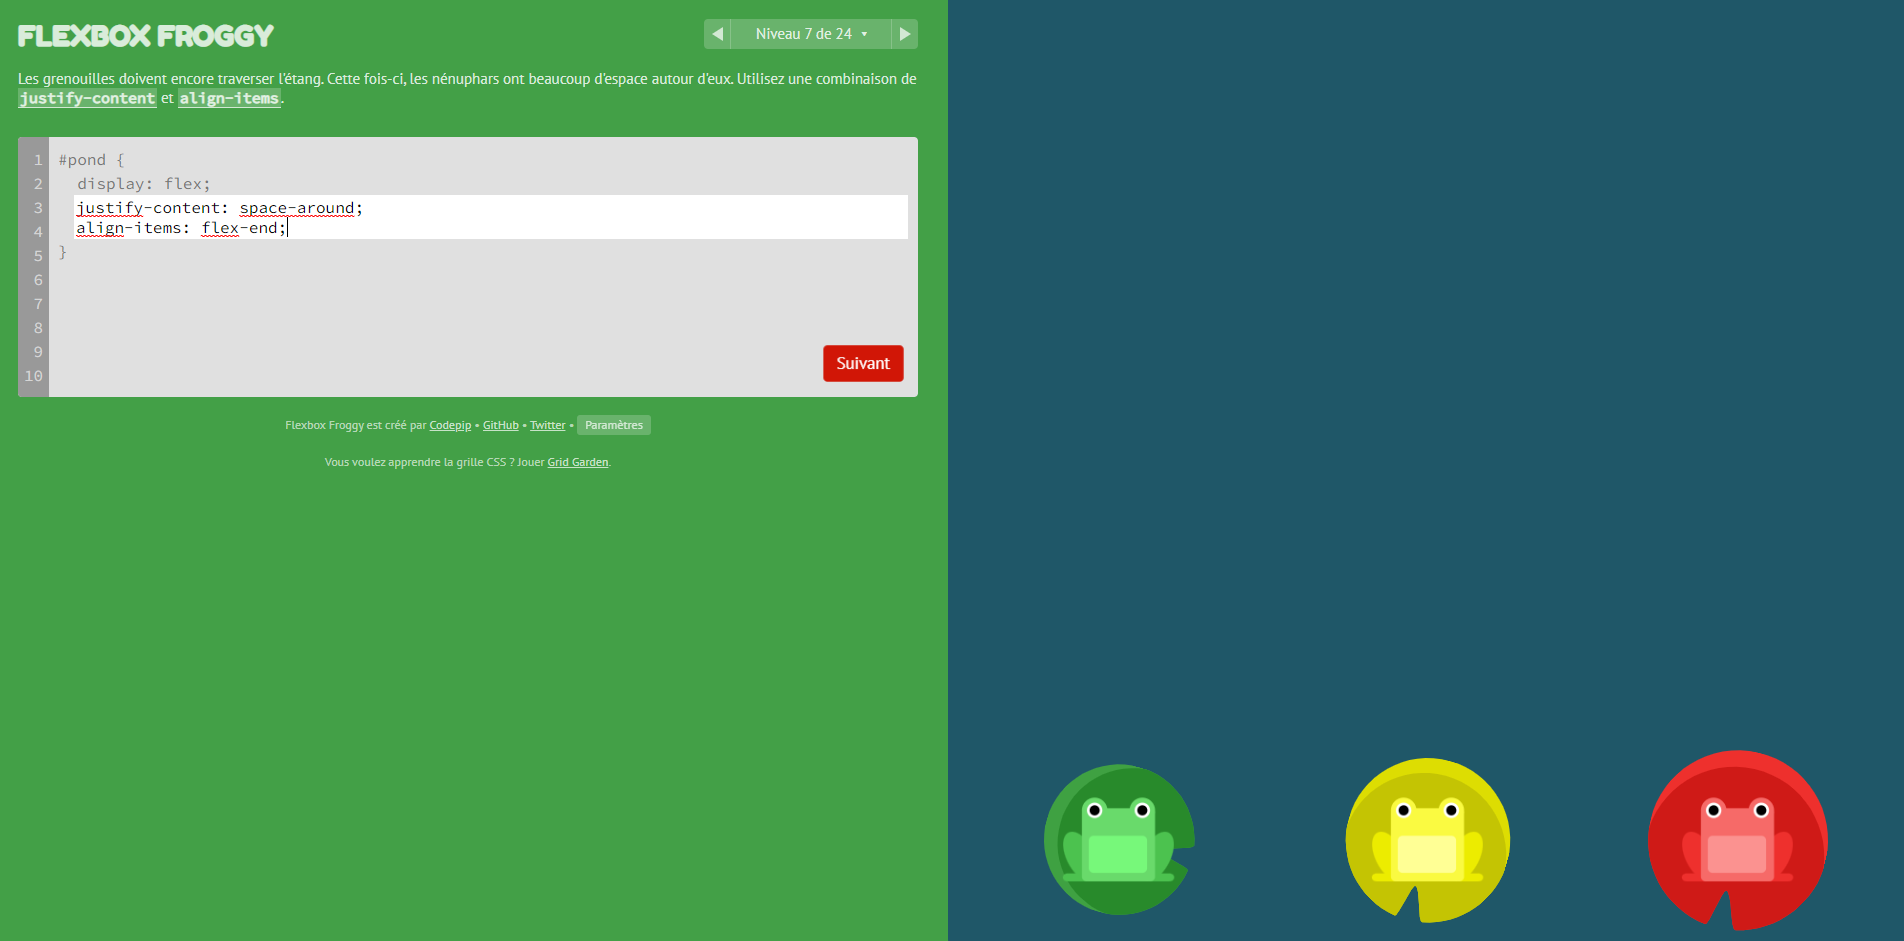 FLEXBOX FROGGY
Niveau 7 de 24
Les grenouilles doivent encore traverser l'étang. Cette fois-ci, les nénuphars ont beaucoup d'espace autour d'eux. Utilisez une combinaison de
justify-content et align-items.
1 #pond {
2 display: flex;
3 justify-content: space-around;
4 align-items: flex-end;
5 }
6
7
8
9
10
Suivant
Flexbox Froggy est créé par Codepip • GitHub • Twitter • Paramètres
Vous voulez apprendre la grille CSS ? Jouer Grid Garden.